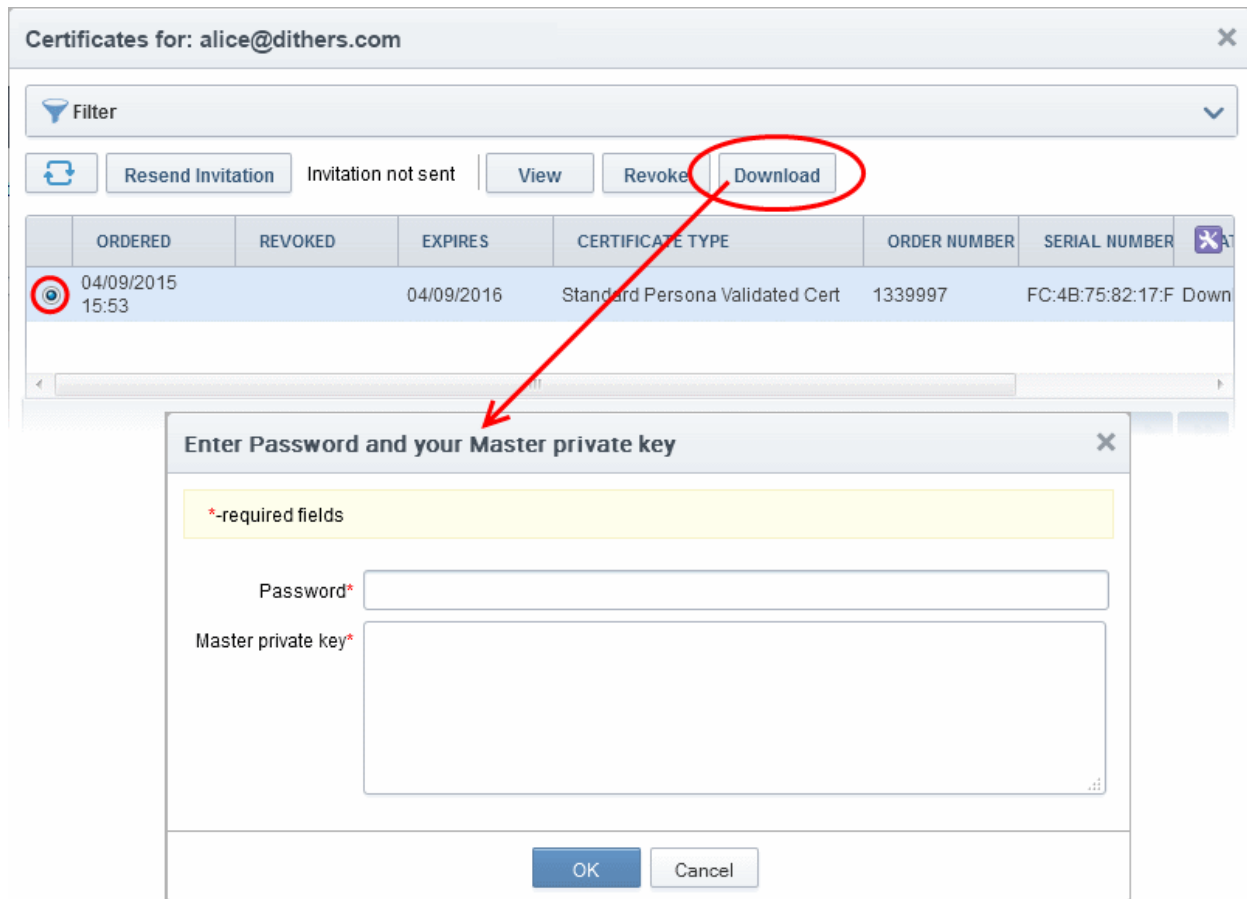 Certificates for: alice@dithers.com
Filter
Resend Invitation Invitation not sent View Revoke Download
ORDERED REVOKED EXPIRES CERTIFICATE TYPE ORDER NUMBER SERIAL NUMBER
04/09/2015
15:53 04/09/2016 Standard Persona Validated Cert 1339997 FC:4B:75:82:17:F Downl
Enter Password and your Master private key
*-required fields
Password*
Master private key*
OK Cancel